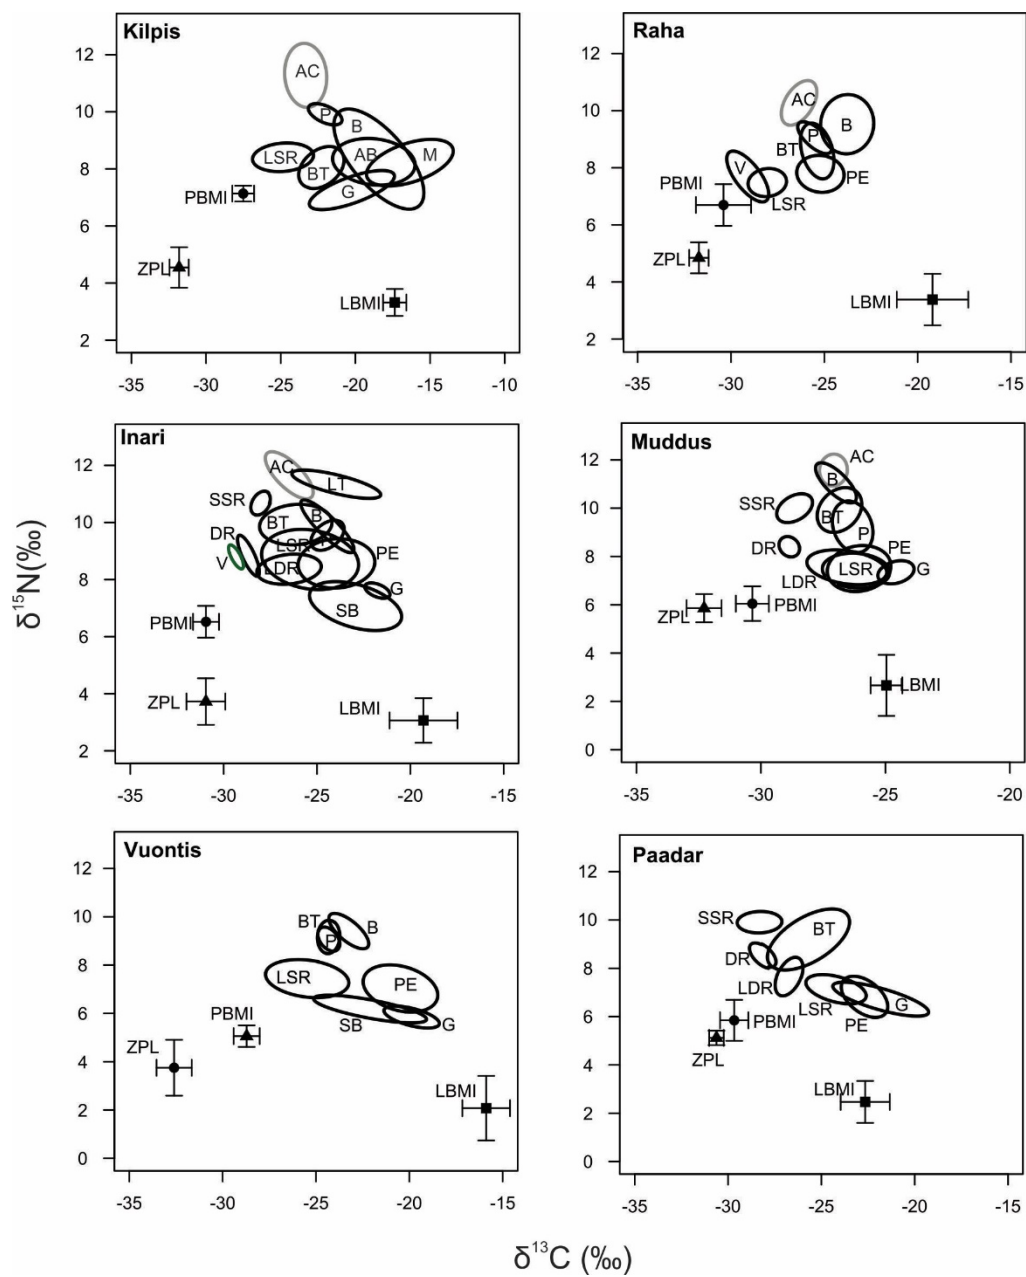 Kilpis
12
10
8
6
4
2
AC
P
B
LSR
BT
AB
M
G
PBMI
ZPL
LBMI
-35 -30 -25 -20 -15 -10
Raha
12
10
8
6
4
2
AC
P
B
BT
V
PE
PBMI
LSR
ZPL
LBMI
-35 -30 -25 -20 -15
Inari
12
10
8
6
4
2
AC
LT
SSR
BT
B
DR
LSR
P
PE
V
LDR
G
SB
PBMI
ZPL
LBMI
-35 -30 -25 -20 -15
Muddus
12
10
8
6
4
2
0
AC
B
SSR
BT
P
DR
PE
LDR
LSR
G
PBMI
ZPL
LBMI
-35 -30 -25 -20
δ15N(‰)
Vuontis
12
10
8
6
4
2
0
BT
B
P
LSR
PE
PBMI
SB
G
ZPL
LBMI
-35 -30 -25 -20 -15
Paadar
12
10
8
6
4
2
0
SSR
BT
DR
LDR
LSR
PE
G
PBMI
ZPL
LBMI
-35 -30 -25 -20 -15
δ13C (‰)